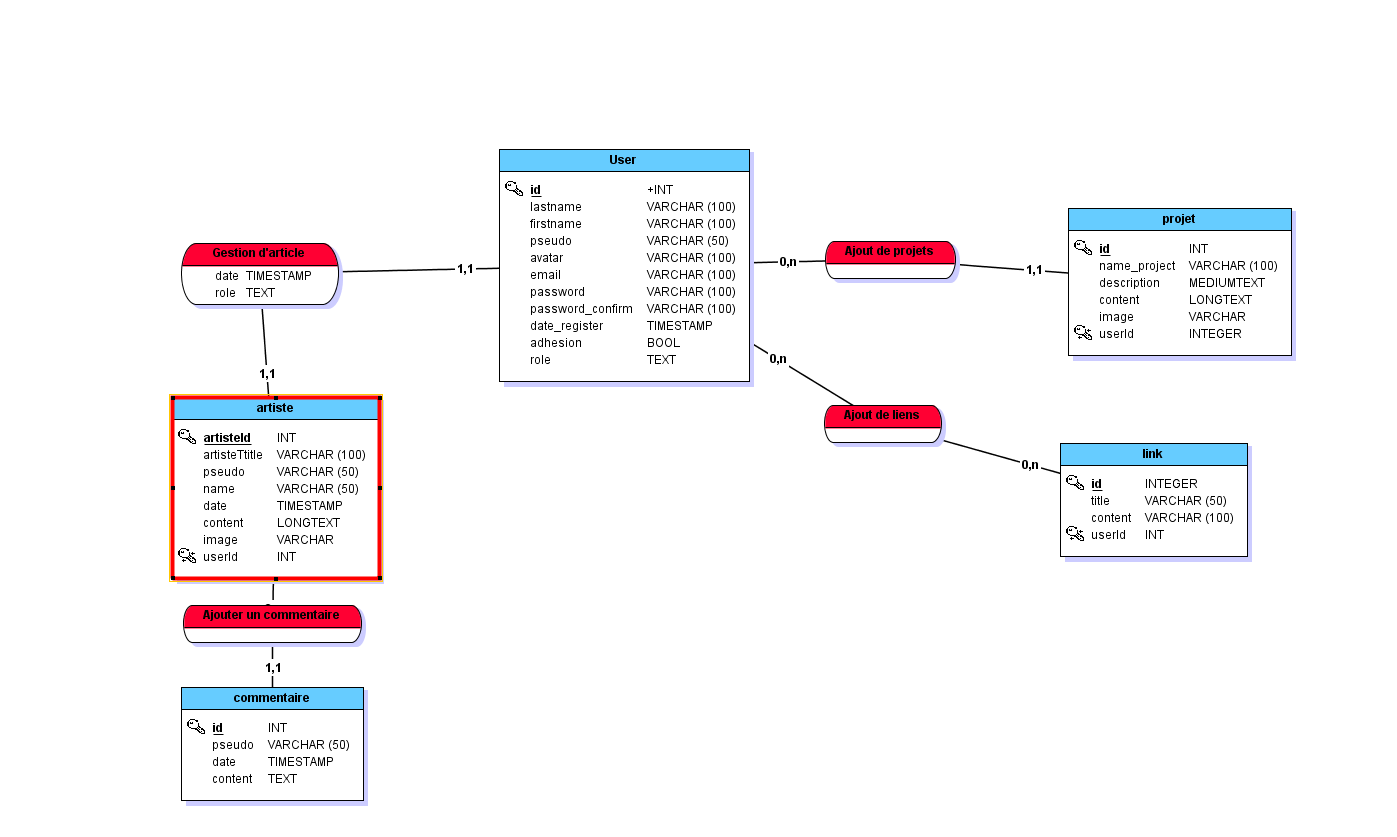 User
id +INT
lastname VARCHAR (100)
firstname VARCHAR (100)
pseudo VARCHAR (50)
avatar VARCHAR (100)
email VARCHAR (100)
password VARCHAR (100)
password_confirm VARCHAR (100)
date_register TIMESTAMP
adhesion BOOL
role TEXT
Gestion d'article
date TIMESTAMP
role TEXT
1,1
1,1
Ajout de projets
0,n
1,1
projet
id INT
name_project VARCHAR (100)
description MEDIUMTEXT
content LONGTEXT
image VARCHAR
userId INTEGER
0,n
Ajout de liens
0,n
link
id INTEGER
title VARCHAR (50)
content VARCHAR (100)
userId INT
artiste
artisteId INT
artisteTtitle VARCHAR (100)
pseudo VARCHAR (50)
name VARCHAR (50)
date TIMESTAMP
content LONGTEXT
image VARCHAR
userId INT
Ajouter un commentaire
1,1
commentaire
id INT
pseudo VARCHAR (50)
date TIMESTAMP
content TEXT